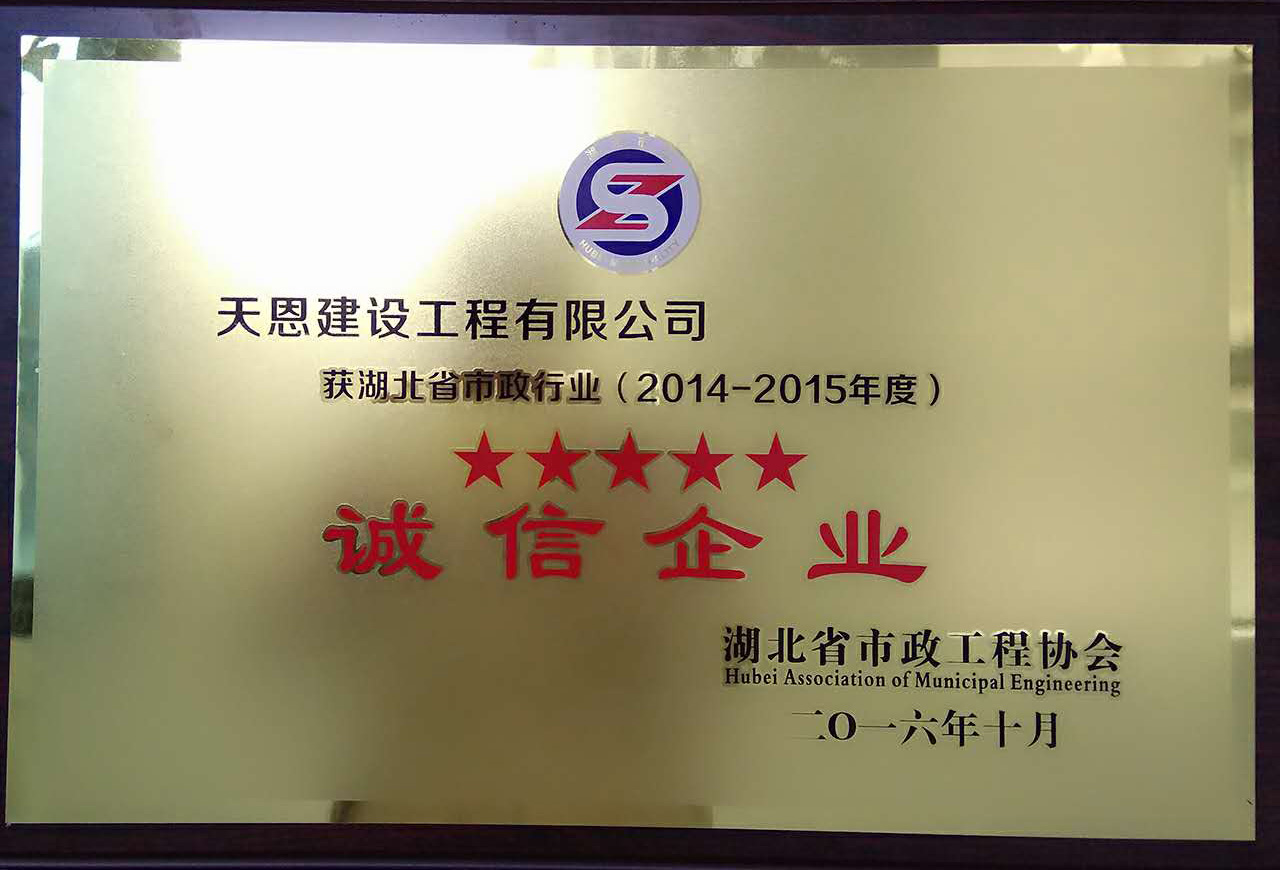 天恩建设工程有限公司
获湖北省市政行业（2014-2015年度）
★★★★★
诚信企业
湖北省市政工程协会
Hubei Association of Municipal Engineering
二〇一六年十月